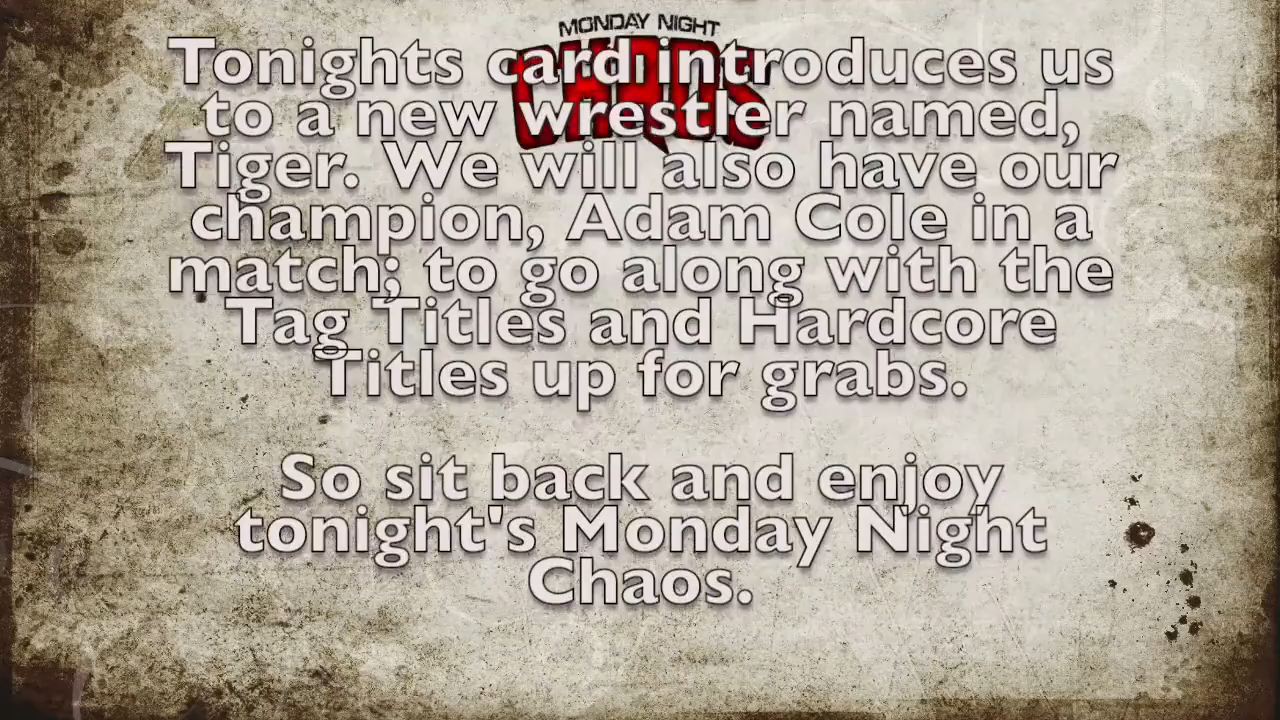 MONDAY NIGHT
CHAOS
Tonights card introduces us
to a new wrestler named,
Tiger. We will also have our
champion, Adam Cole in a
match; to go along with the
Tag Titles and Hardcore
Titles up for grabs.
So sit back and enjoy
tonight's Monday Night
Chaos.